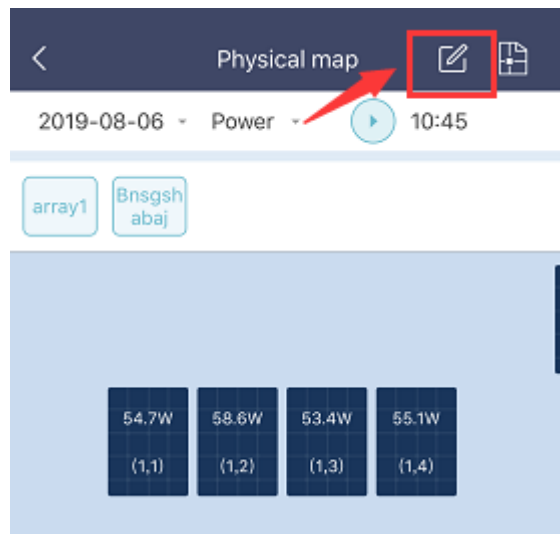 Physical map
2019-08-06 Power 10:45
array1 Bnsgsh
abaj
54.7W 58.6W 53.4W 55.1W
(1,1) (1,2) (1,3) (1,4)